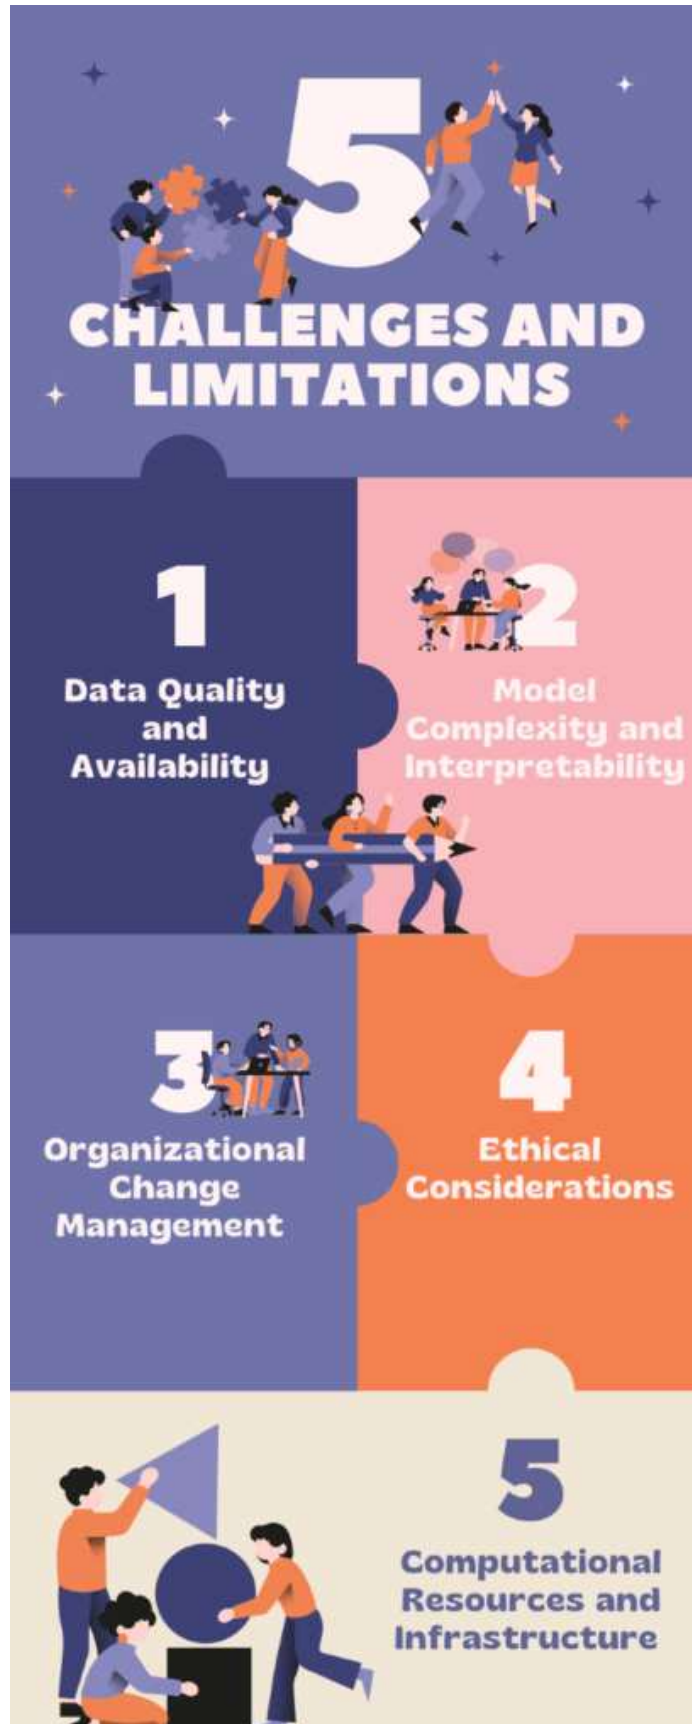 5
CHALLENGES AND
LIMITATIONS
1
Data Quality
and
Availability
2
Model
Complexity and
Interpretability
3
Organizational
Change
Management
4
Ethical
Considerations
5
Computational
Resources and
Infrastructure